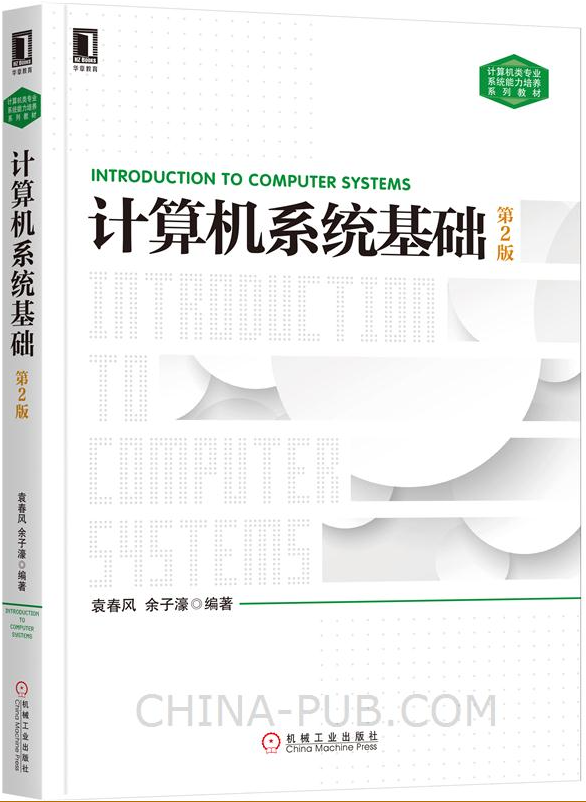 HZ BOOKS
华章教育
计算机类专业
系统能力培养
系列教材
计算机系统基础
第2版
袁春风 余子濠◎编著
INTRODUCTION
TO
COMPUTER
SYSTEMS
机械工业出版社
China Machine Press
HZ BOOKS
华章教育
计算机类专业
系统能力培养
系列教材
INTRODUCTION TO COMPUTER SYSTEMS
计算机系统基础
第2版
INTRODUCTION
TO
COMPUTER
SYSTEMS
袁春风 余子濠◎编著
CHINA-PUB.COM
机械工业出版社
China Machine Press